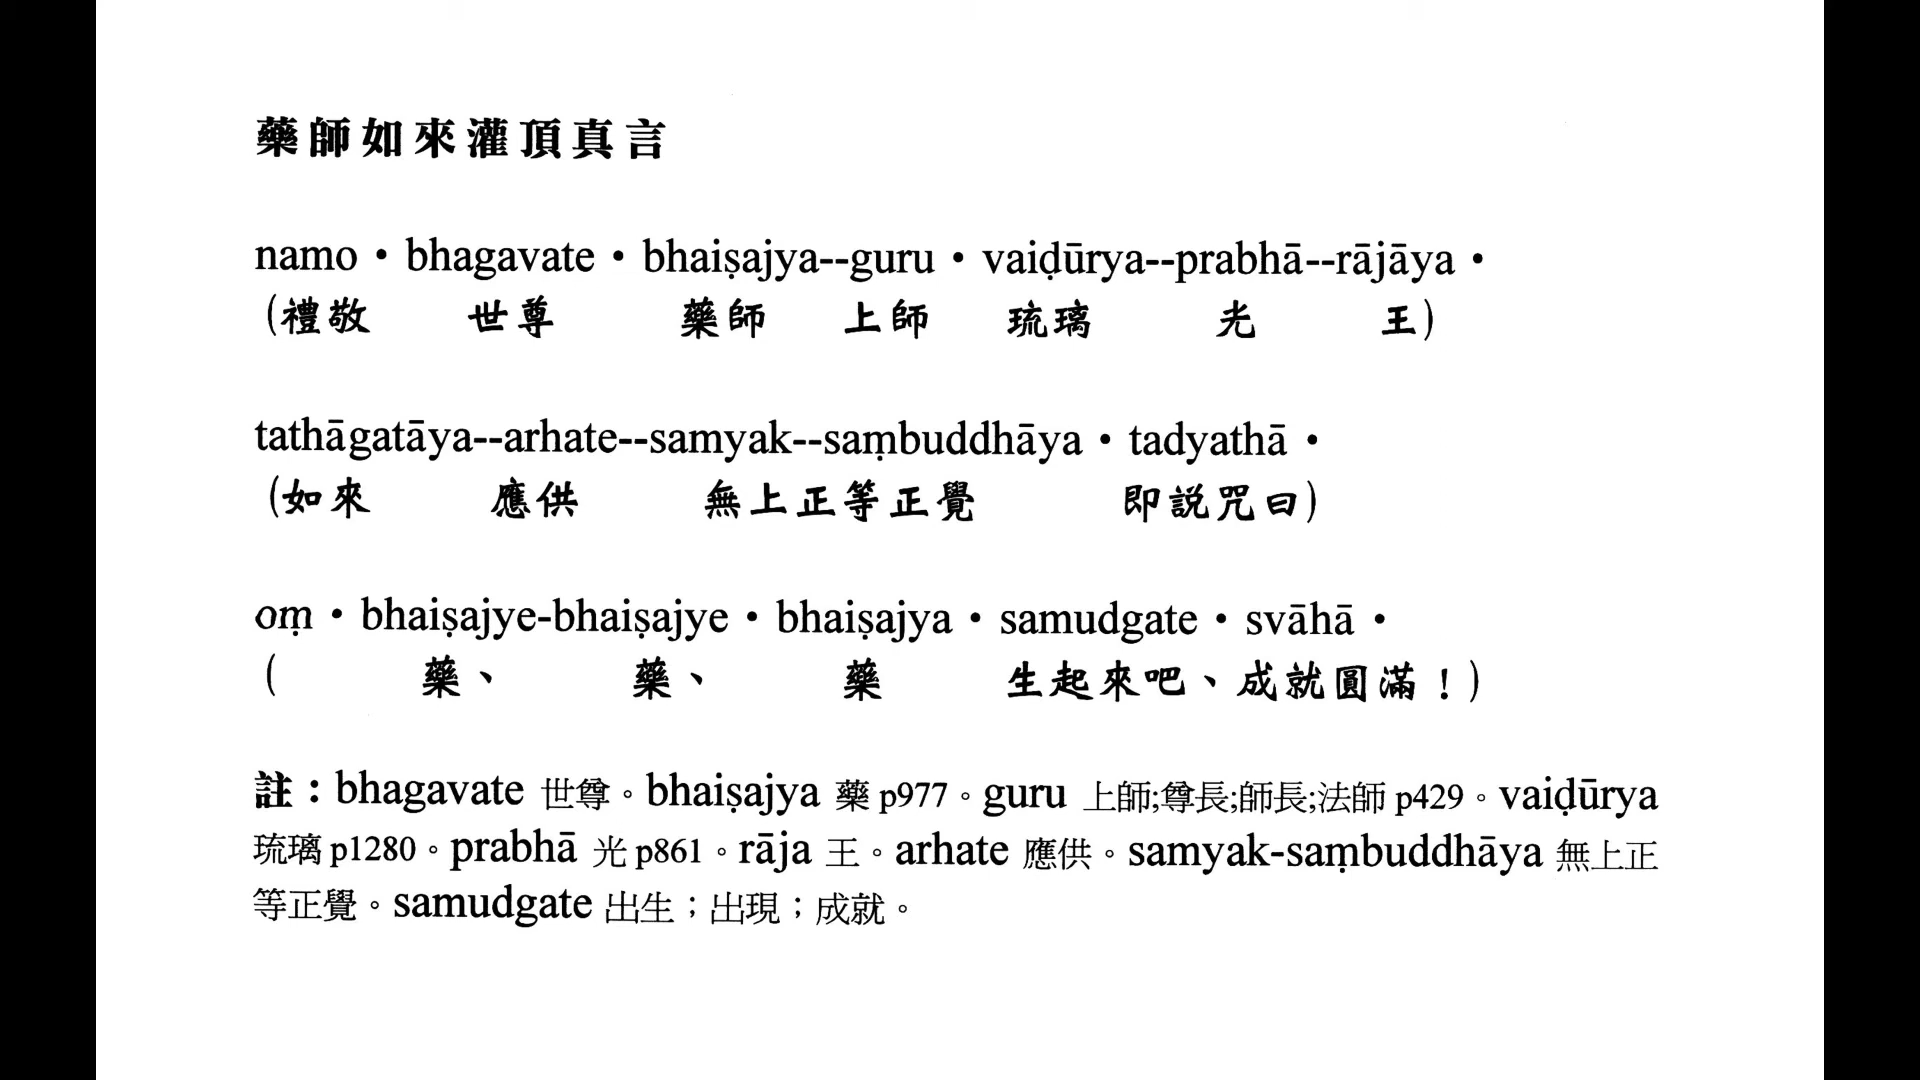 藥師如來灌頂真言
namo・bhagavate・bhaiṣajya--guru・vaiḍūrya--prabhā--rājāya・
(禮敬 世尊 藥師 上師 琉璃 光 王)
tathāgatāya--arhate--samyak--saṃbuddhāya・tadyathā・
(如來 應供 無上正等正覺 即説咒曰)
oṃ・bhaiṣajye-bhaiṣajye・bhaiṣajya・samudgate・svāhā・
( 藥、 藥、 藥 生起來吧、成就圓滿！)
註：bhagavate 世尊。bhaiṣajya 藥 p977。guru 上師;尊長;師長;法師 p429。vaiḍūrya
琉璃 p1280。prabhā 光 p861。rāja 王。arhate 應供。samyak-saṃbuddhāya 無上正
等正覺。samudgate 出生；出現；成就。